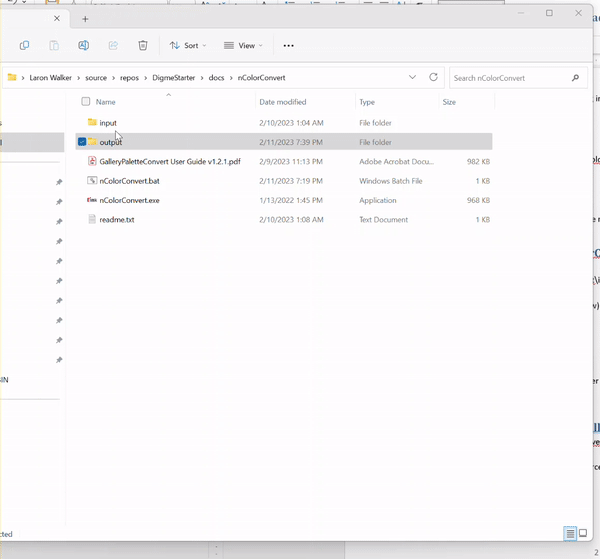 Sort
View
Laron Walker > source > repos > DigmeStarter > docs > nColorConvert
Search nColorConvert
Name Date modified Type Size
input 2/10/2023 1:04 AM File folder
output 2/11/2023 7:39 PM File folder
GalleryPaletteConvert User Guide v1.2.1.pdf 2/9/2023 11:13 PM Adobe Acrobat Docu... 982 KB
nColorConvert.bat 2/11/2023 7:19 PM Windows Batch File 1 KB
nColorConvert.exe 1/13/2022 1:45 PM Application 968 KB
readme.txt 2/10/2023 1:08 AM Text Document 1 KB
IN
cted
2